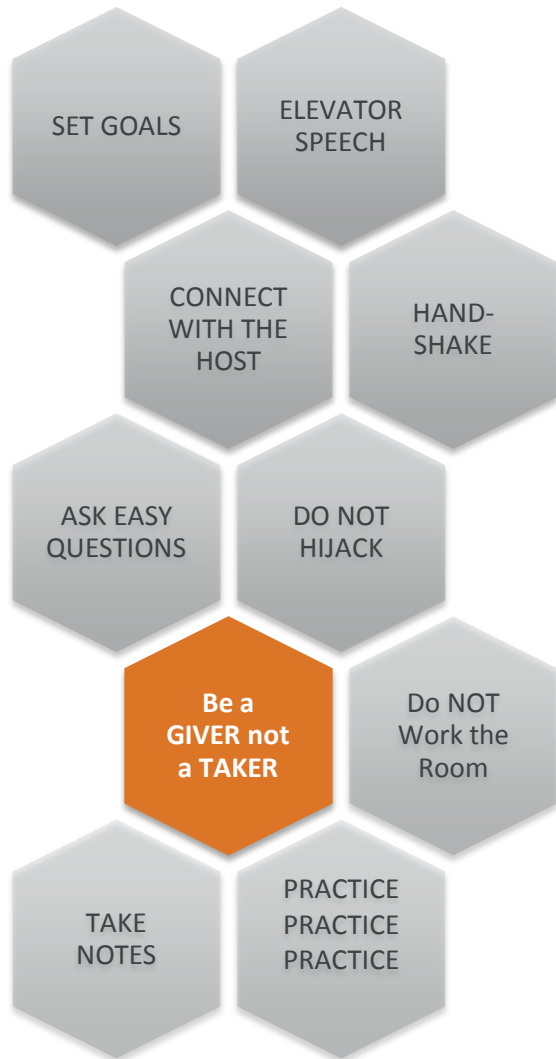 SET GOALS
ELEVATOR
SPEECH
CONNECT
WITH THE
HOST
HAND-
SHAKE
ASK EASY
QUESTIONS
DO NOT
HIJACK
Be a
GIVER not
a TAKER
Do NOT
Work the
Room
TAKE
NOTES
PRACTICE
PRACTICE
PRACTICE